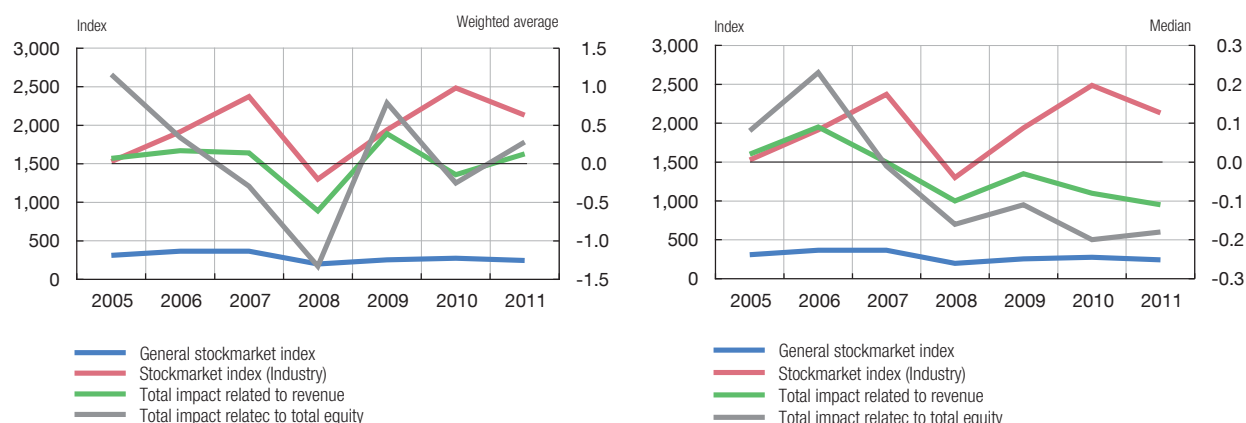 Index Weighted average
3,000 1.5
2,500 1.0
2,000 0.5
1,500 0.0
1,000 -0.5
500 -1.0
0 -1.5
2005 2006 2007 2008 2009 2010 2011
General stockmarket index
Stockmarket index (Industry)
Total impact related to revenue
Total impact relatec to total equity
Index Median
3,000 0.3
2,500 0.2
2,000 0.1
1,500 0.0
1,000 -0.1
500 -0.2
0 -0.3
2005 2006 2007 2008 2009 2010 2011
General stockmarket index
Stockmarket index (Industry)
Total impact related to revenue
Total impact relatec to total equity